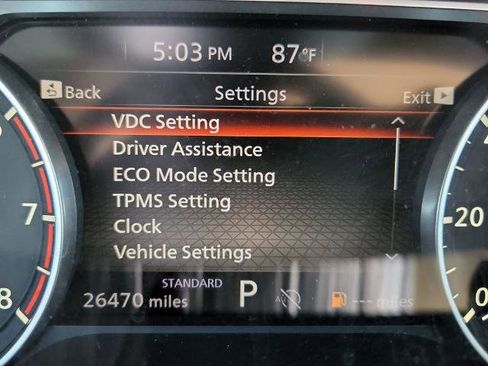 5:03 PM 87°F
Back Settings Exit
VDC Setting
Driver Assistance
ECO Mode Setting
TPMS Setting
Clock
Vehicle Settings
STANDARD
26470 miles P A --- miles
7
8
20
0